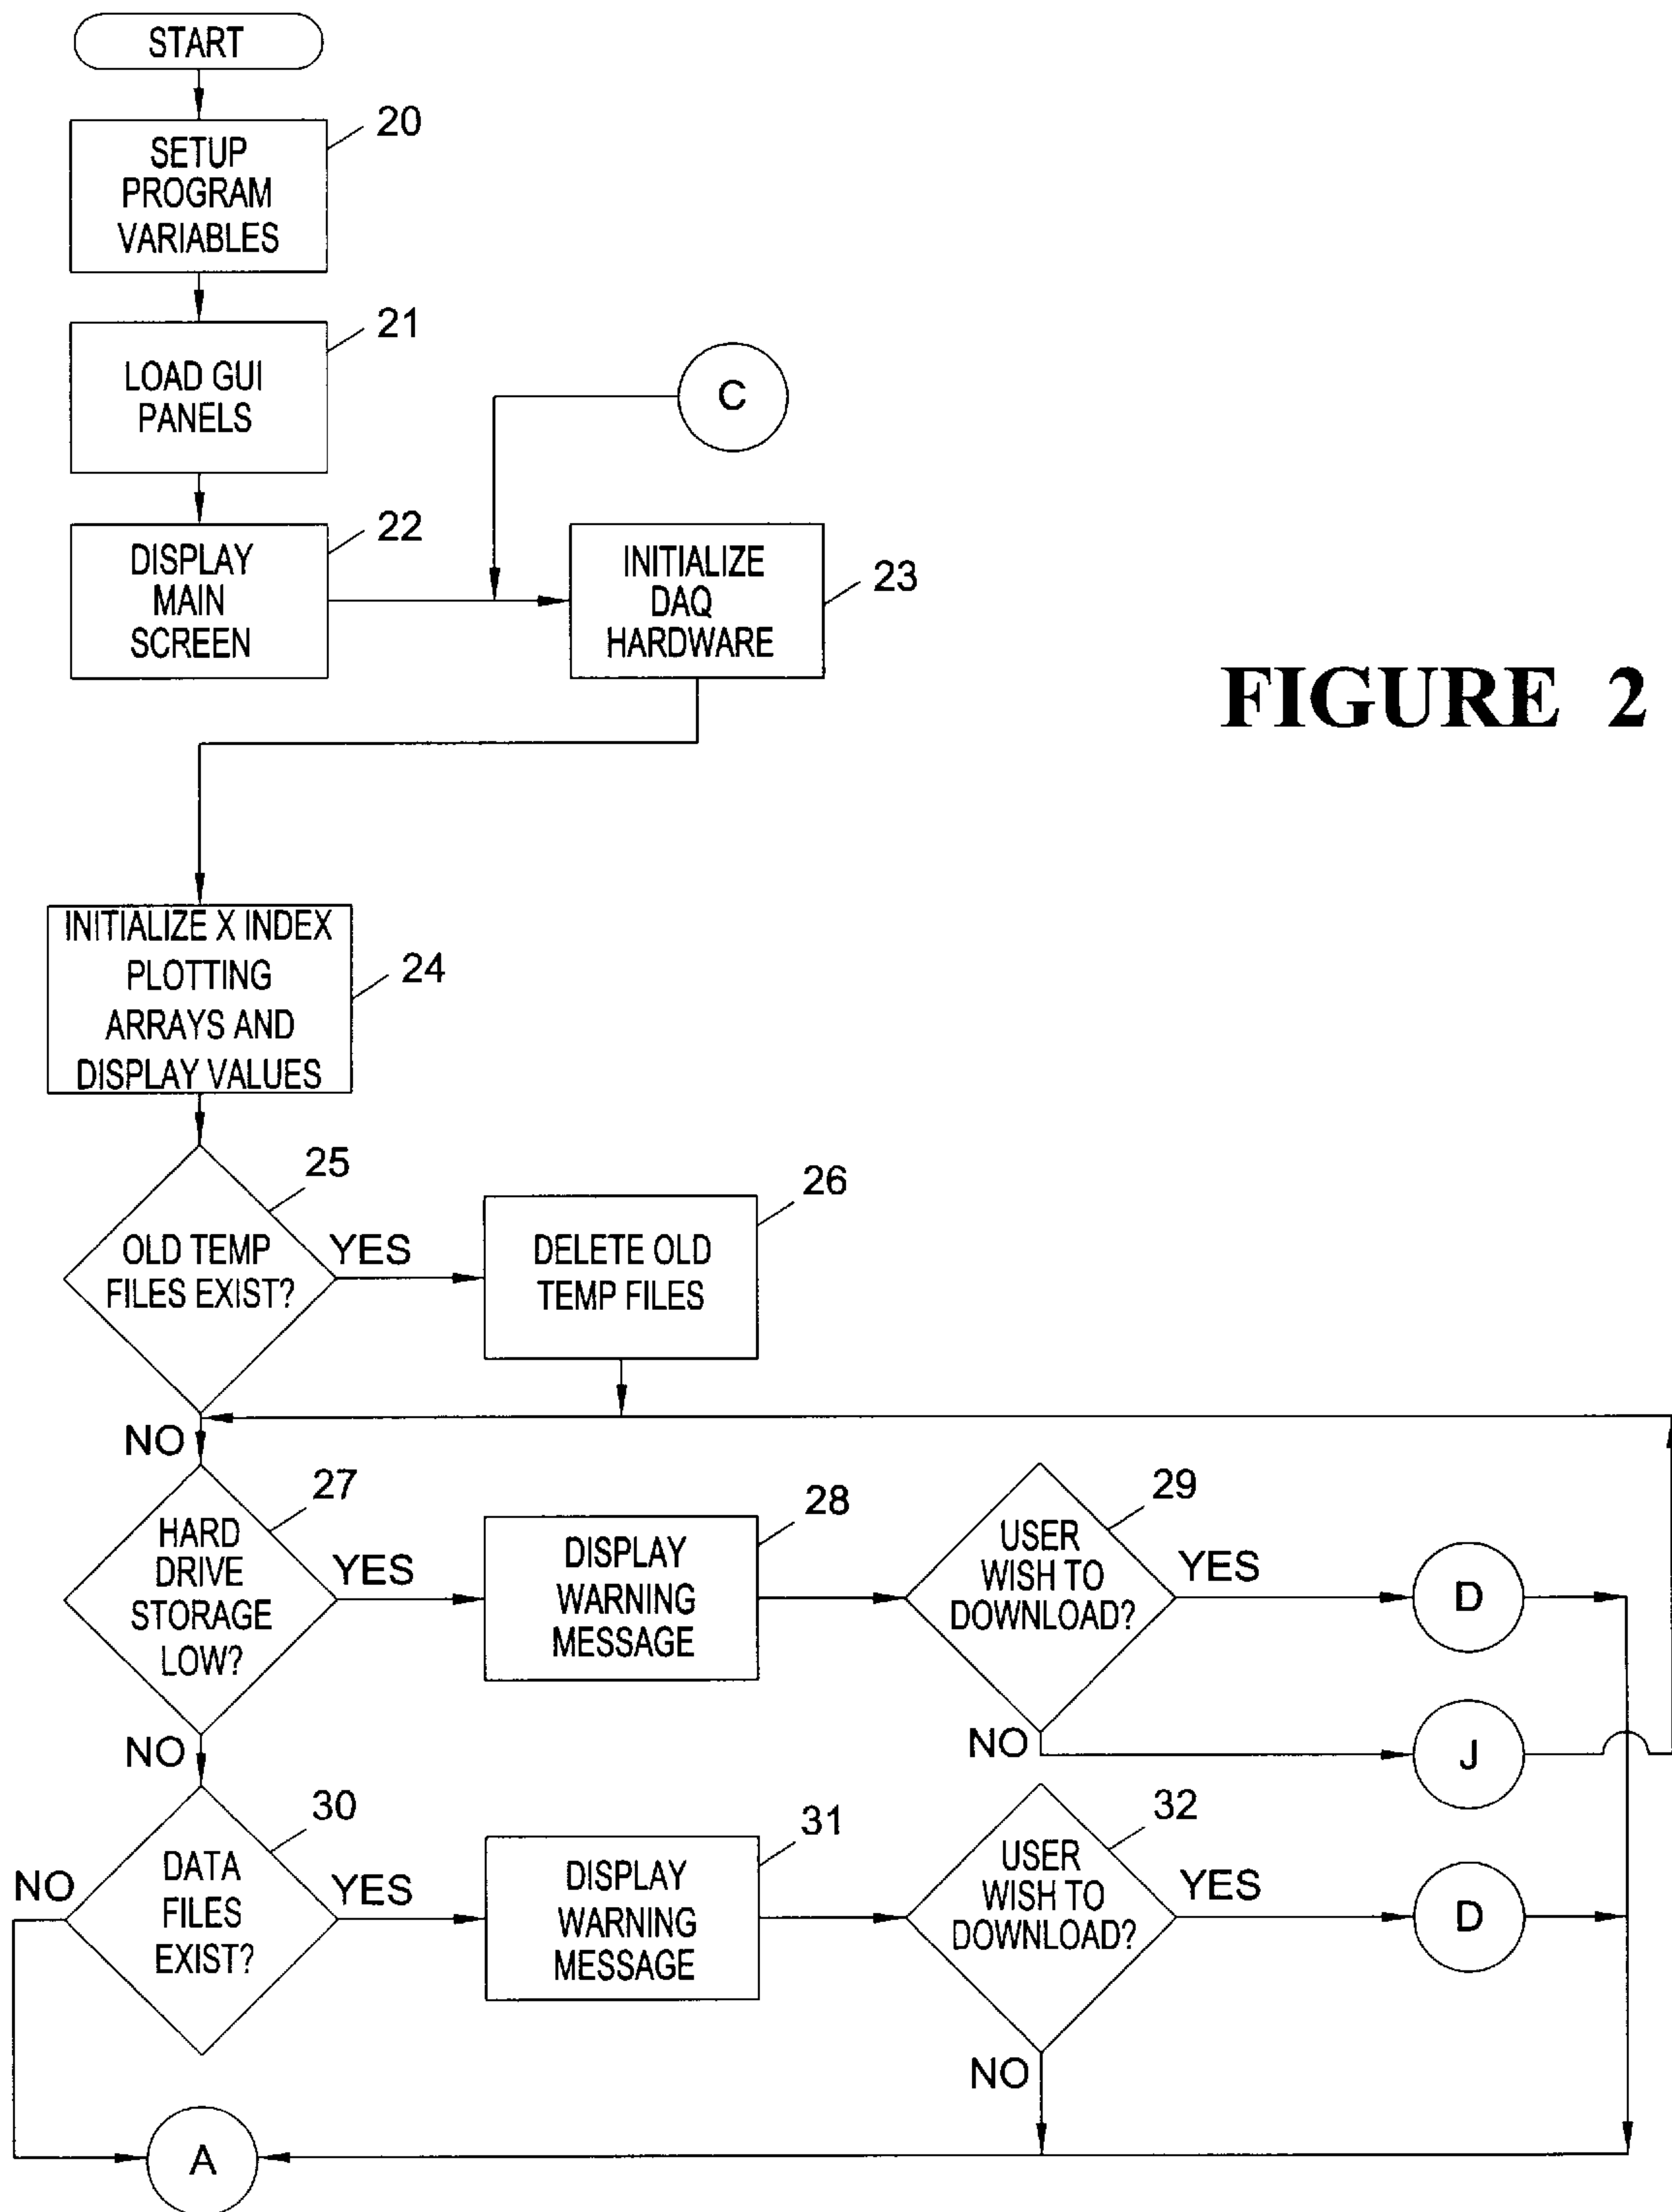 START
20
SETUP
PROGRAM
VARIABLES
21
LOAD GUI
PANELS
C
22
DISPLAY
MAIN
SCREEN
INITIALIZE
DAQ
HARDWARE
23
FIGURE 2
INITIALIZE X INDEX
PLOTTING
ARRAYS AND
DISPLAY VALUES
24
25
OLD TEMP
FILES EXIST?
YES
26
DELETE OLD
TEMP FILES
NO
27
HARD
DRIVE
STORAGE
LOW?
YES
28
DISPLAY
WARNING
MESSAGE
29
USER
WISH TO
DOWNLOAD?
YES
D
NO
J
NO
30
DATA
FILES
EXIST?
NO
YES
31
DISPLAY
WARNING
MESSAGE
32
USER
WISH TO
DOWNLOAD?
YES
D
NO
A